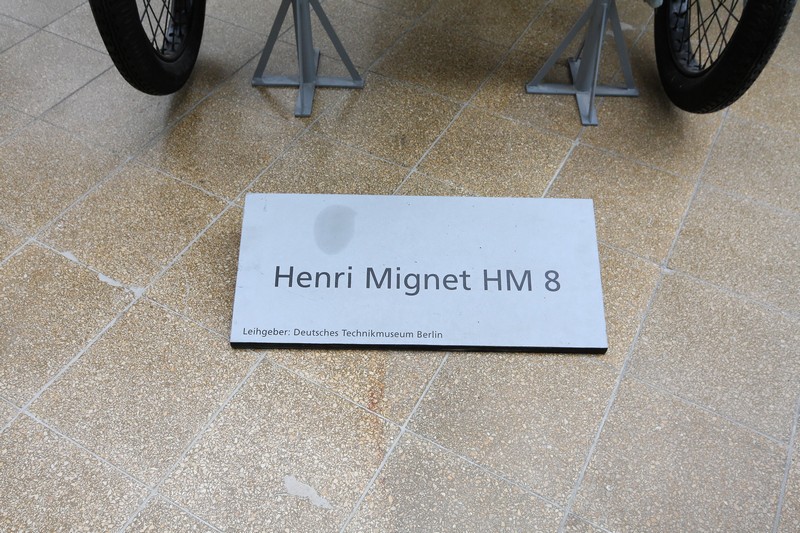 Henri Mignet HM 8
Leihgeber: Deutsches Technikmuseum Berlin